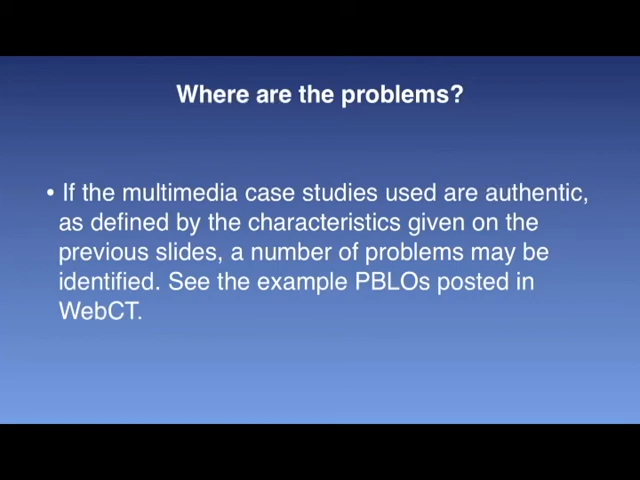 Where are the problems?
• If the multimedia case studies used are authentic,
as defined by the characteristics given on the
previous slides, a number of problems may be
identified. See the example PBLOs posted in
WebCT.